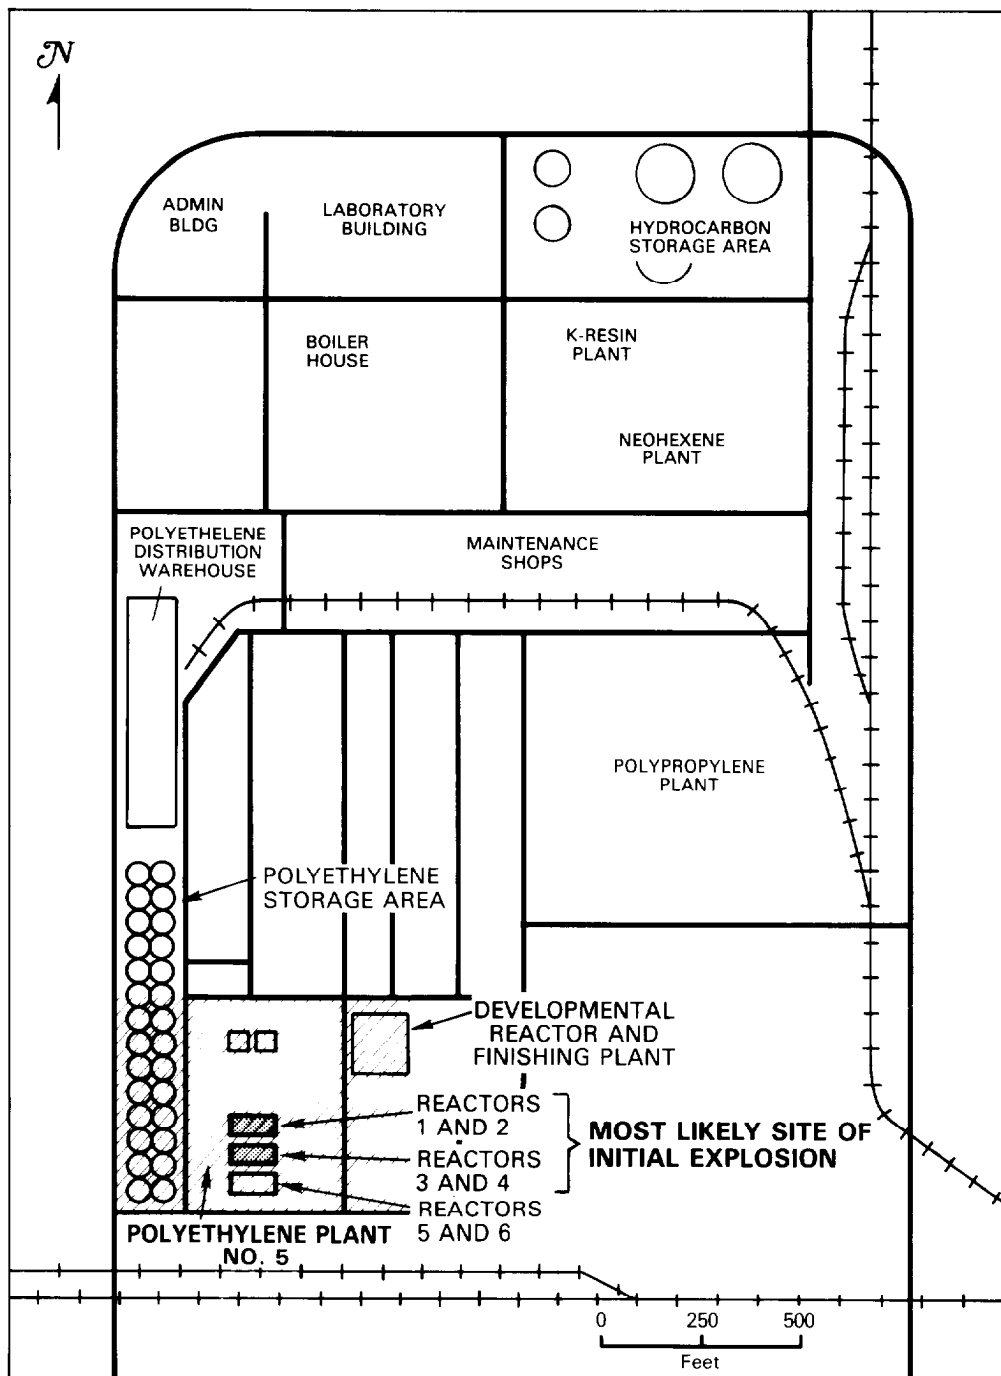 N
ADMIN
BLDG
LABORATORY
BUILDING
HYDROCARBON
STORAGE AREA
BOILER
HOUSE
K-RESIN
PLANT
NEOHEXENE
PLANT
POLYETHELENE
DISTRIBUTION
WAREHOUSE
MAINTENANCE
SHOPS
POLYPROPYLENE
PLANT
POLYETHYLENE
STORAGE AREA
DEVELOPMENTAL
REACTOR AND
FINISHING PLANT
REACTORS
1 AND 2
REACTORS
3 AND 4
MOST LIKELY SITE OF
INITIAL EXPLOSION
REACTORS
5 AND 6
POLYETHYLENE PLANT
NO. 5
0 250 500
Feet